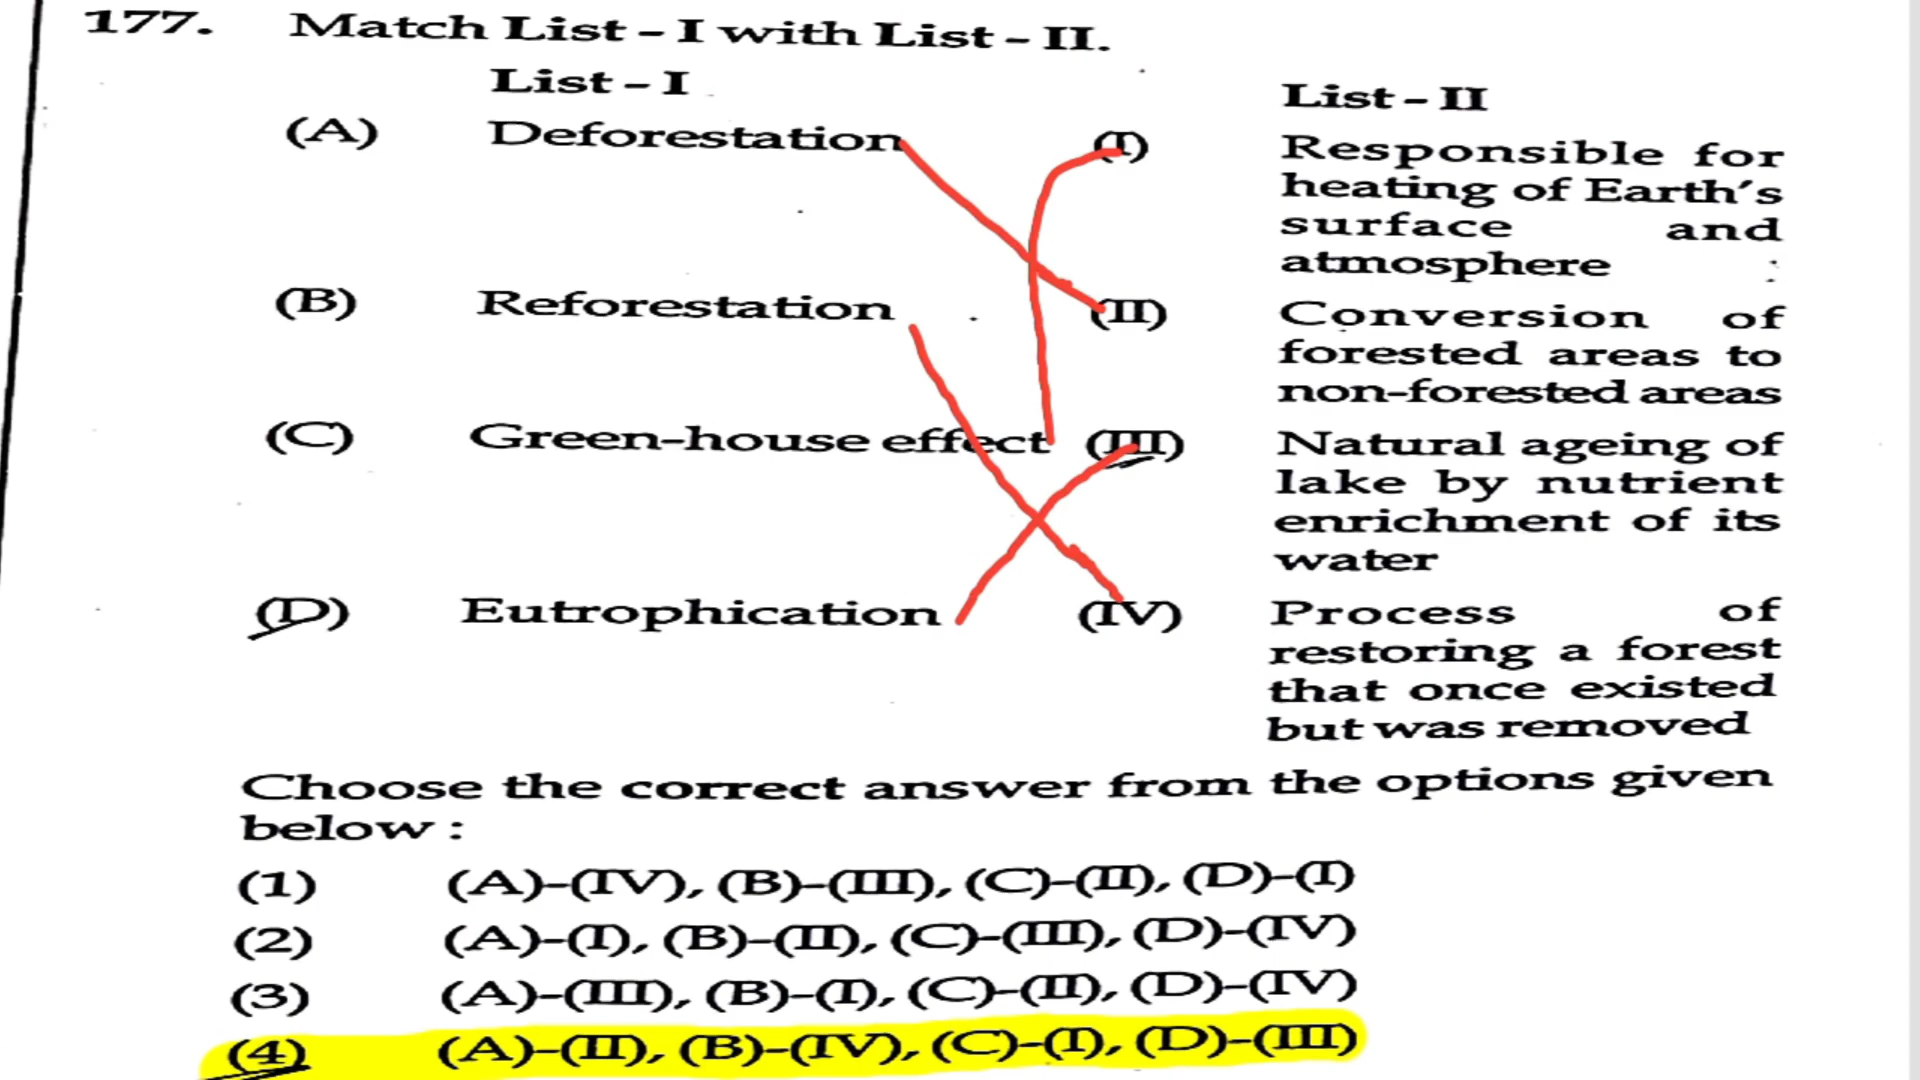 177. Match List - I with List - II.
List - I List - II
(A) Deforestation (I) Responsible for
heating of Earth's
surface and
atmosphere
(B) Reforestation (II) Conversion of
forested areas to
non-forested areas
(C) Green-house effect (III) Natural ageing of
lake by nutrient
enrichment of its
water
(D) Eutrophication (IV) Process of
restoring a forest
that once existed
but was removed
Choose the correct answer from the options given
below :
(1) (A)-(IV), (B)-(III), (C)-(II), (D)-(I)
(2) (A)-(I), (B)-(II), (C)-(III), (D)-(IV)
(3) (A)-(III), (B)-(I), (C)-(II), (D)-(IV)
(4) (A)-(II), (B)-(IV), (C)-(I), (D)-(III)